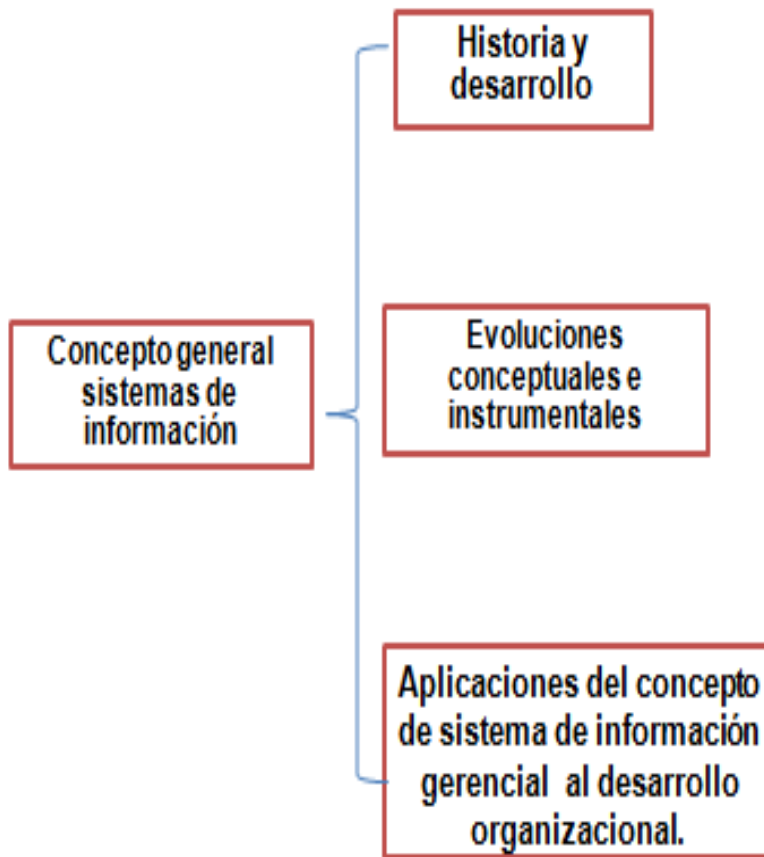 Historia y
desarrollo
Concepto general
sistemas de
información
Evoluciones
conceptuales e
instrumentales
Aplicaciones del concepto
de sistema de información
gerencial al desarrollo
organizacional.